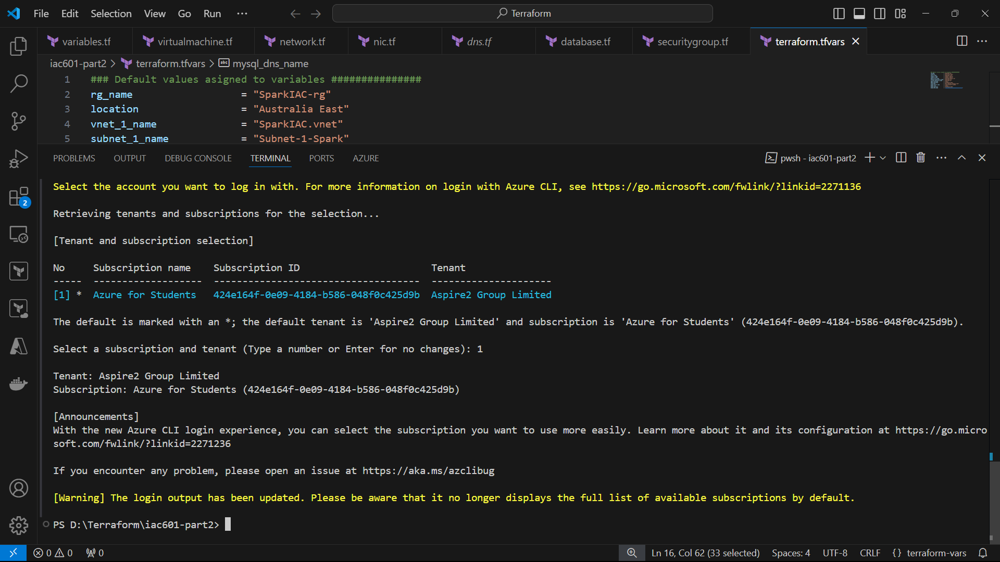 File Edit Selection View Go Run ··· Terraform
variables.tf virtualmachine.tf network.tf nic.tf dns.tf database.tf securitygroup.tf terraform.tfvars
iac601-part2 > terraform.tfvars > abc mysql_dns_name
1 ### Default values asigned to variables ###############
2 rg_name = "SparkIAC-rg"
3 location = "Australia East"
4 vnet_1_name = "SparkIAC.vnet"
5 subnet_1_name = "Subnet-1-Spark"
PROBLEMS OUTPUT DEBUG CONSOLE TERMINAL PORTS AZURE pwsh - iac601-part2
Select the account you want to log in with. For more information on login with Azure CLI, see https://go.microsoft.com/fwlink/?linkid=2271136
Retrieving tenants and subscriptions for the selection...
[Tenant and subscription selection]
No Subscription name Subscription ID Tenant
----- ------------------- ------------------------------------ ---------------------
[1] * Azure for Students 424e164f-0e09-4184-b586-048f0c425d9b Aspire2 Group Limited
The default is marked with an *; the default tenant is 'Aspire2 Group Limited' and subscription is 'Azure for Students' (424e164f-0e09-4184-b586-048f0c425d9b).
Select a subscription and tenant (Type a number or Enter for no changes): 1
Tenant: Aspire2 Group Limited
Subscription: Azure for Students (424e164f-0e09-4184-b586-048f0c425d9b)
[Announcements]
With the new Azure CLI login experience, you can select the subscription you want to use more easily. Learn more about it and its configuration at https://go.micro
soft.com/fwlink/?linkid=2271236
If you encounter any problem, please open an issue at https://aka.ms/azclibug
[Warning] The login output has been updated. Please be aware that it no longer displays the full list of available subscriptions by default.
PS D:\Terraform\iac601-part2>
2
0 0 0 Ln 16, Col 62 (33 selected) Spaces: 4 UTF-8 CRLF {} terraform-vars